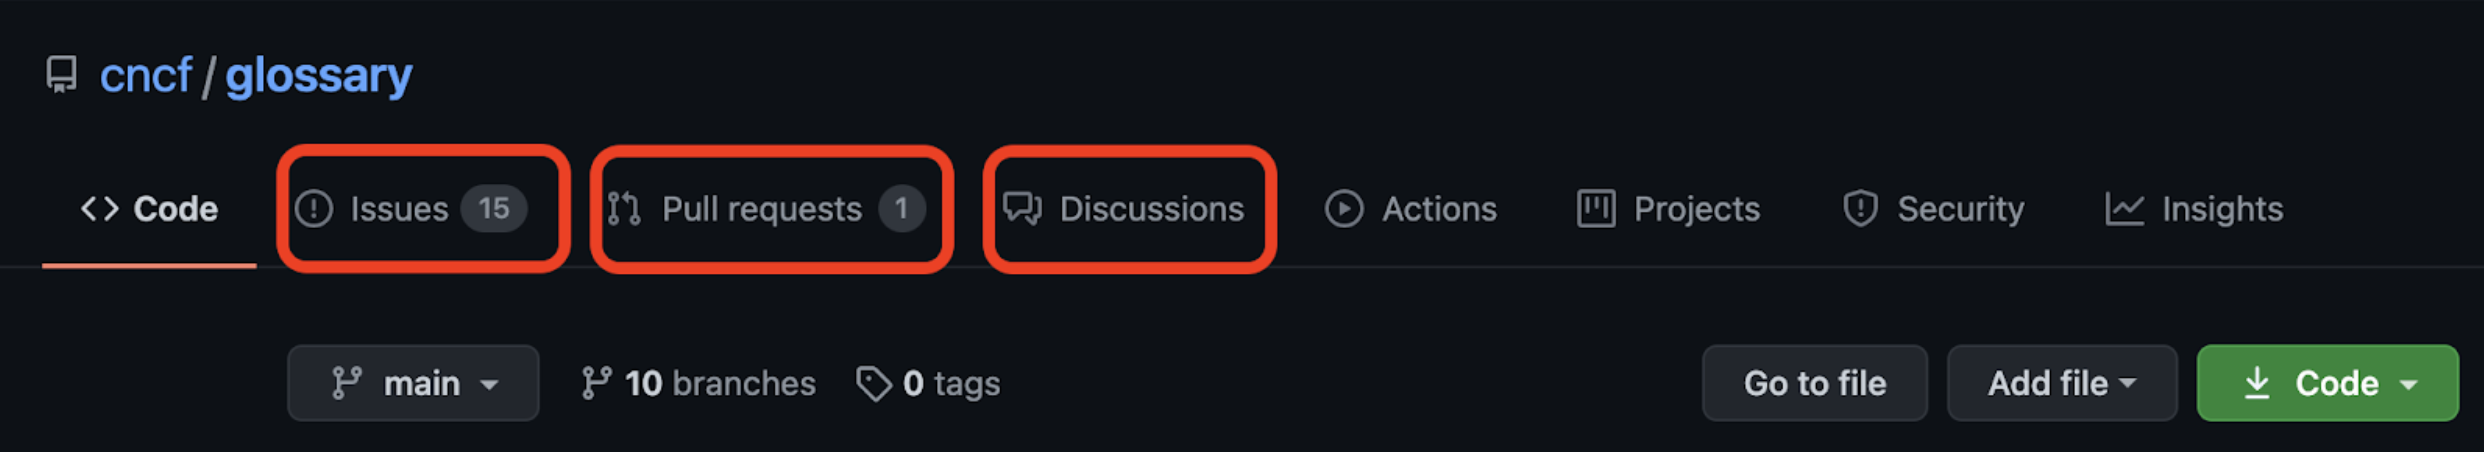 cncf / glossary
Code Issues 15 Pull requests 1 Discussions Actions Projects Security Insights
main 10 branches 0 tags Go to file Add file Code